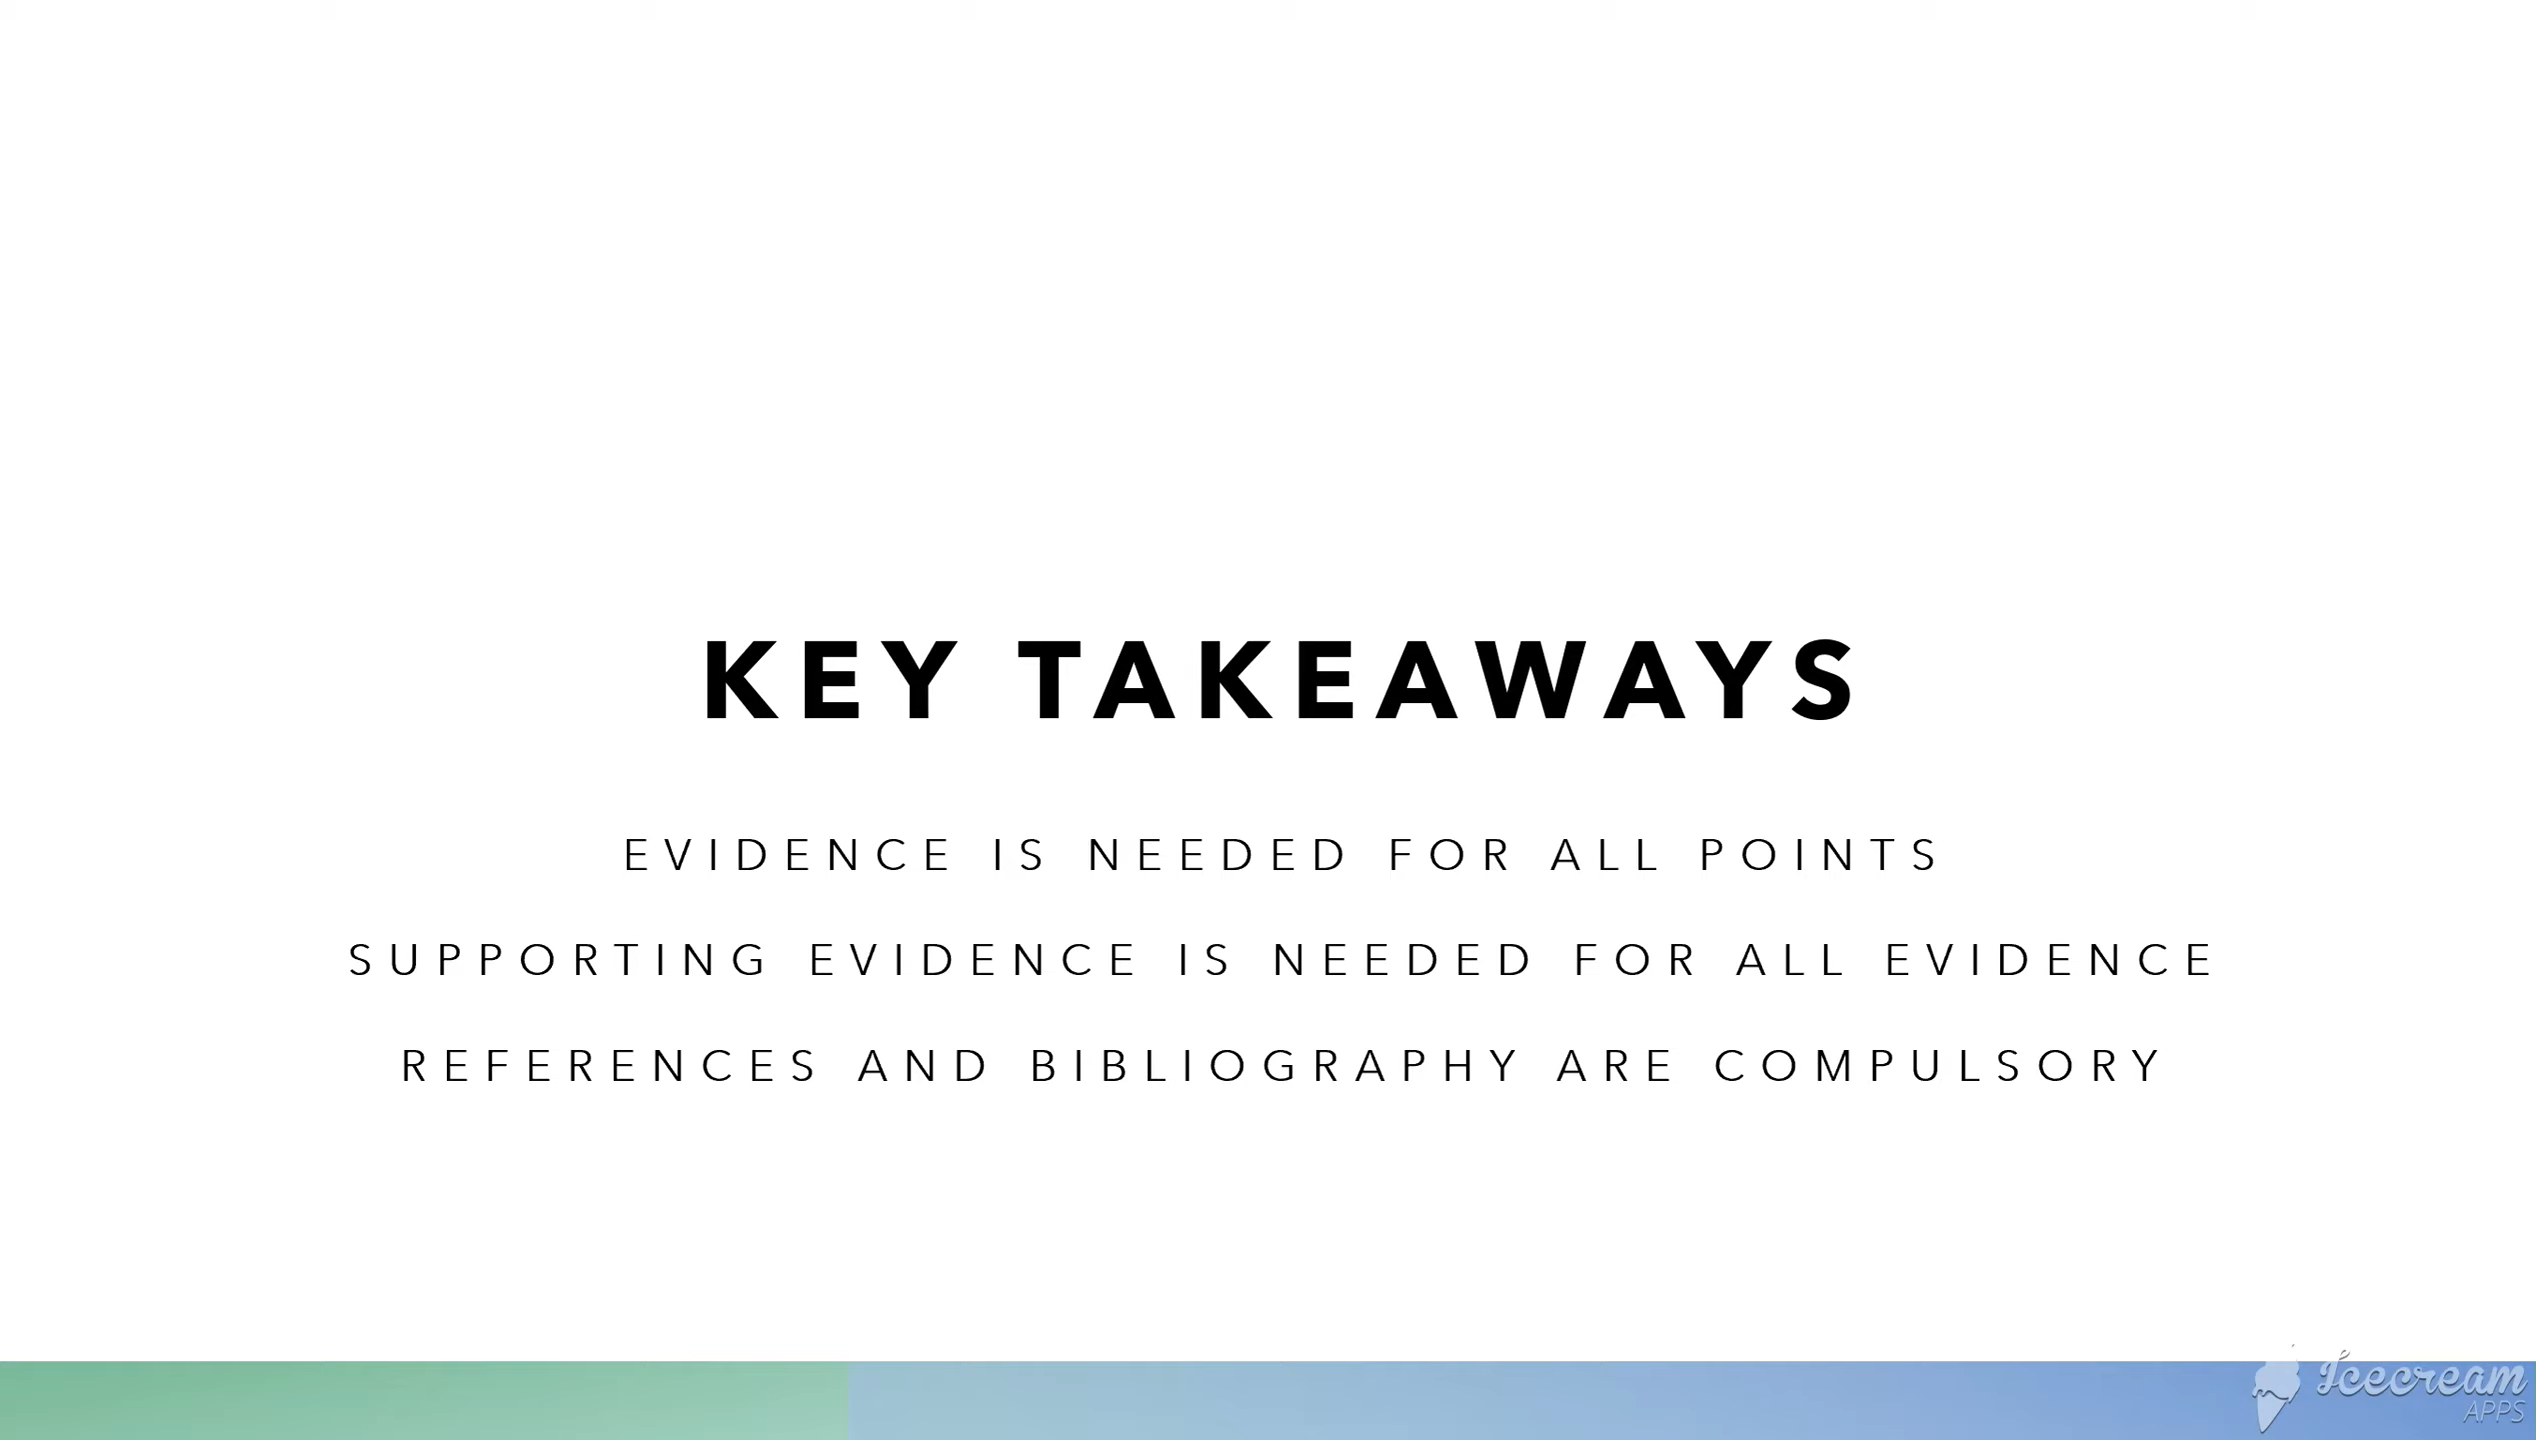 KEY TAKEAWAYS
EVIDENCE IS NEEDED FOR ALL POINTS
SUPPORTING EVIDENCE IS NEEDED FOR ALL EVIDENCE
REFERENCES AND BIBLIOGRAPHY ARE COMPULSORY
Icecream
APPS